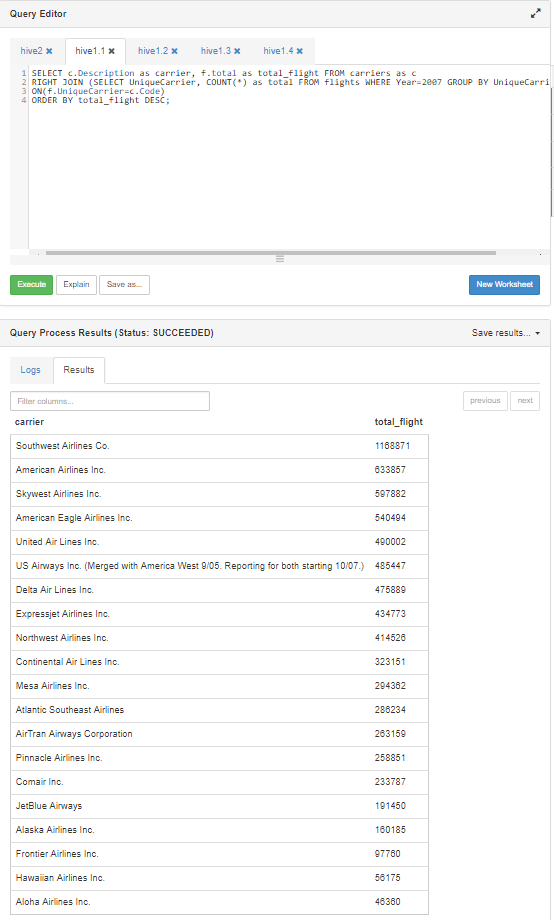 Query Editor
hive2 ✖ hive1.1 ✖ hive1.2 ✖ hive1.3 ✖ hive1.4 ✖
1 SELECT c.Description as carrier, f.total as total_flight FROM carriers as c
2 RIGHT JOIN (SELECT UniqueCarrier, COUNT(*) as total FROM flights WHERE Year=2007 GROUP BY UniqueCarri
3 ON(f.UniqueCarrier=c.Code)
4 ORDER BY total_flight DESC;
Execute Explain Save as... New Worksheet
Query Process Results (Status: SUCCEEDED) Save results...
Logs Results
Filter columns... previous next
carrier total_flight
Southwest Airlines Co. 1168871
American Airlines Inc. 633857
Skywest Airlines Inc. 597882
American Eagle Airlines Inc. 540494
United Air Lines Inc. 490002
US Airways Inc. (Merged with America West 9/05. Reporting for both starting 10/07.) 485447
Delta Air Lines Inc. 475889
Expressjet Airlines Inc. 434773
Northwest Airlines Inc. 414526
Continental Air Lines Inc. 323151
Mesa Airlines Inc. 294362
Atlantic Southeast Airlines 286234
AirTran Airways Corporation 263159
Pinnacle Airlines Inc. 258851
Comair Inc. 233787
JetBlue Airways 191450
Alaska Airlines Inc. 160185
Frontier Airlines Inc. 97760
Hawaiian Airlines Inc. 56175
Aloha Airlines Inc. 46360